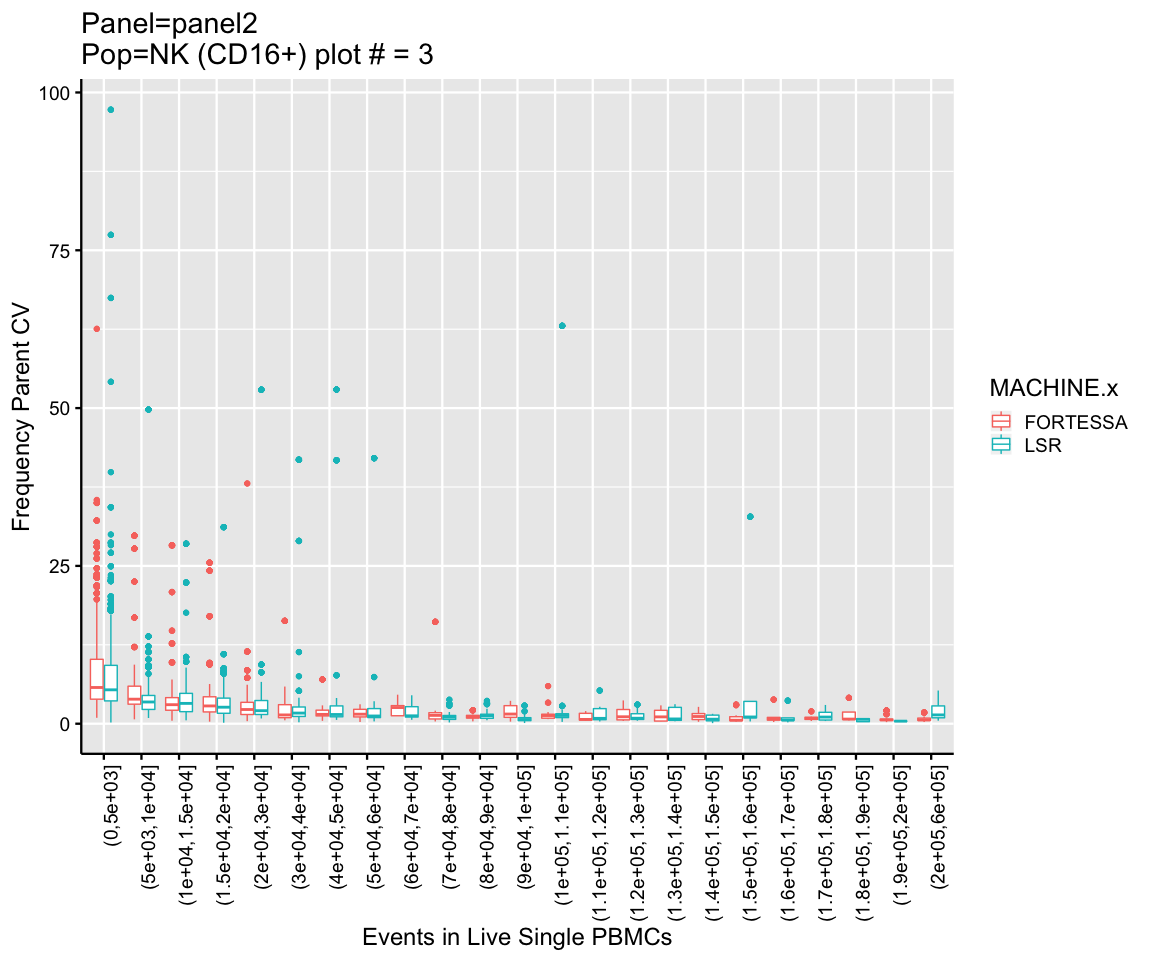 Panel=panel2
Pop=NK (CD16+) plot # = 3
100
75
50
25
0
Frequency Parent CV
(0,5e+03]
(5e+03,1e+04]
(1e+04,1.5e+04]
(1.5e+04,2e+04]
(2e+04,3e+04]
(3e+04,4e+04]
(4e+04,5e+04]
(5e+04,6e+04]
(6e+04,7e+04]
(7e+04,8e+04]
(8e+04,9e+04]
(9e+04,1e+05]
(1e+05,1.1e+05]
(1.1e+05,1.2e+05]
(1.2e+05,1.3e+05]
(1.3e+05,1.4e+05]
(1.4e+05,1.5e+05]
(1.5e+05,1.6e+05]
(1.6e+05,1.7e+05]
(1.7e+05,1.8e+05]
(1.8e+05,1.9e+05]
(1.9e+05,2e+05]
(2e+05,6e+05]
Events in Live Single PBMCs
MACHINE.x
FORTESSA
LSR